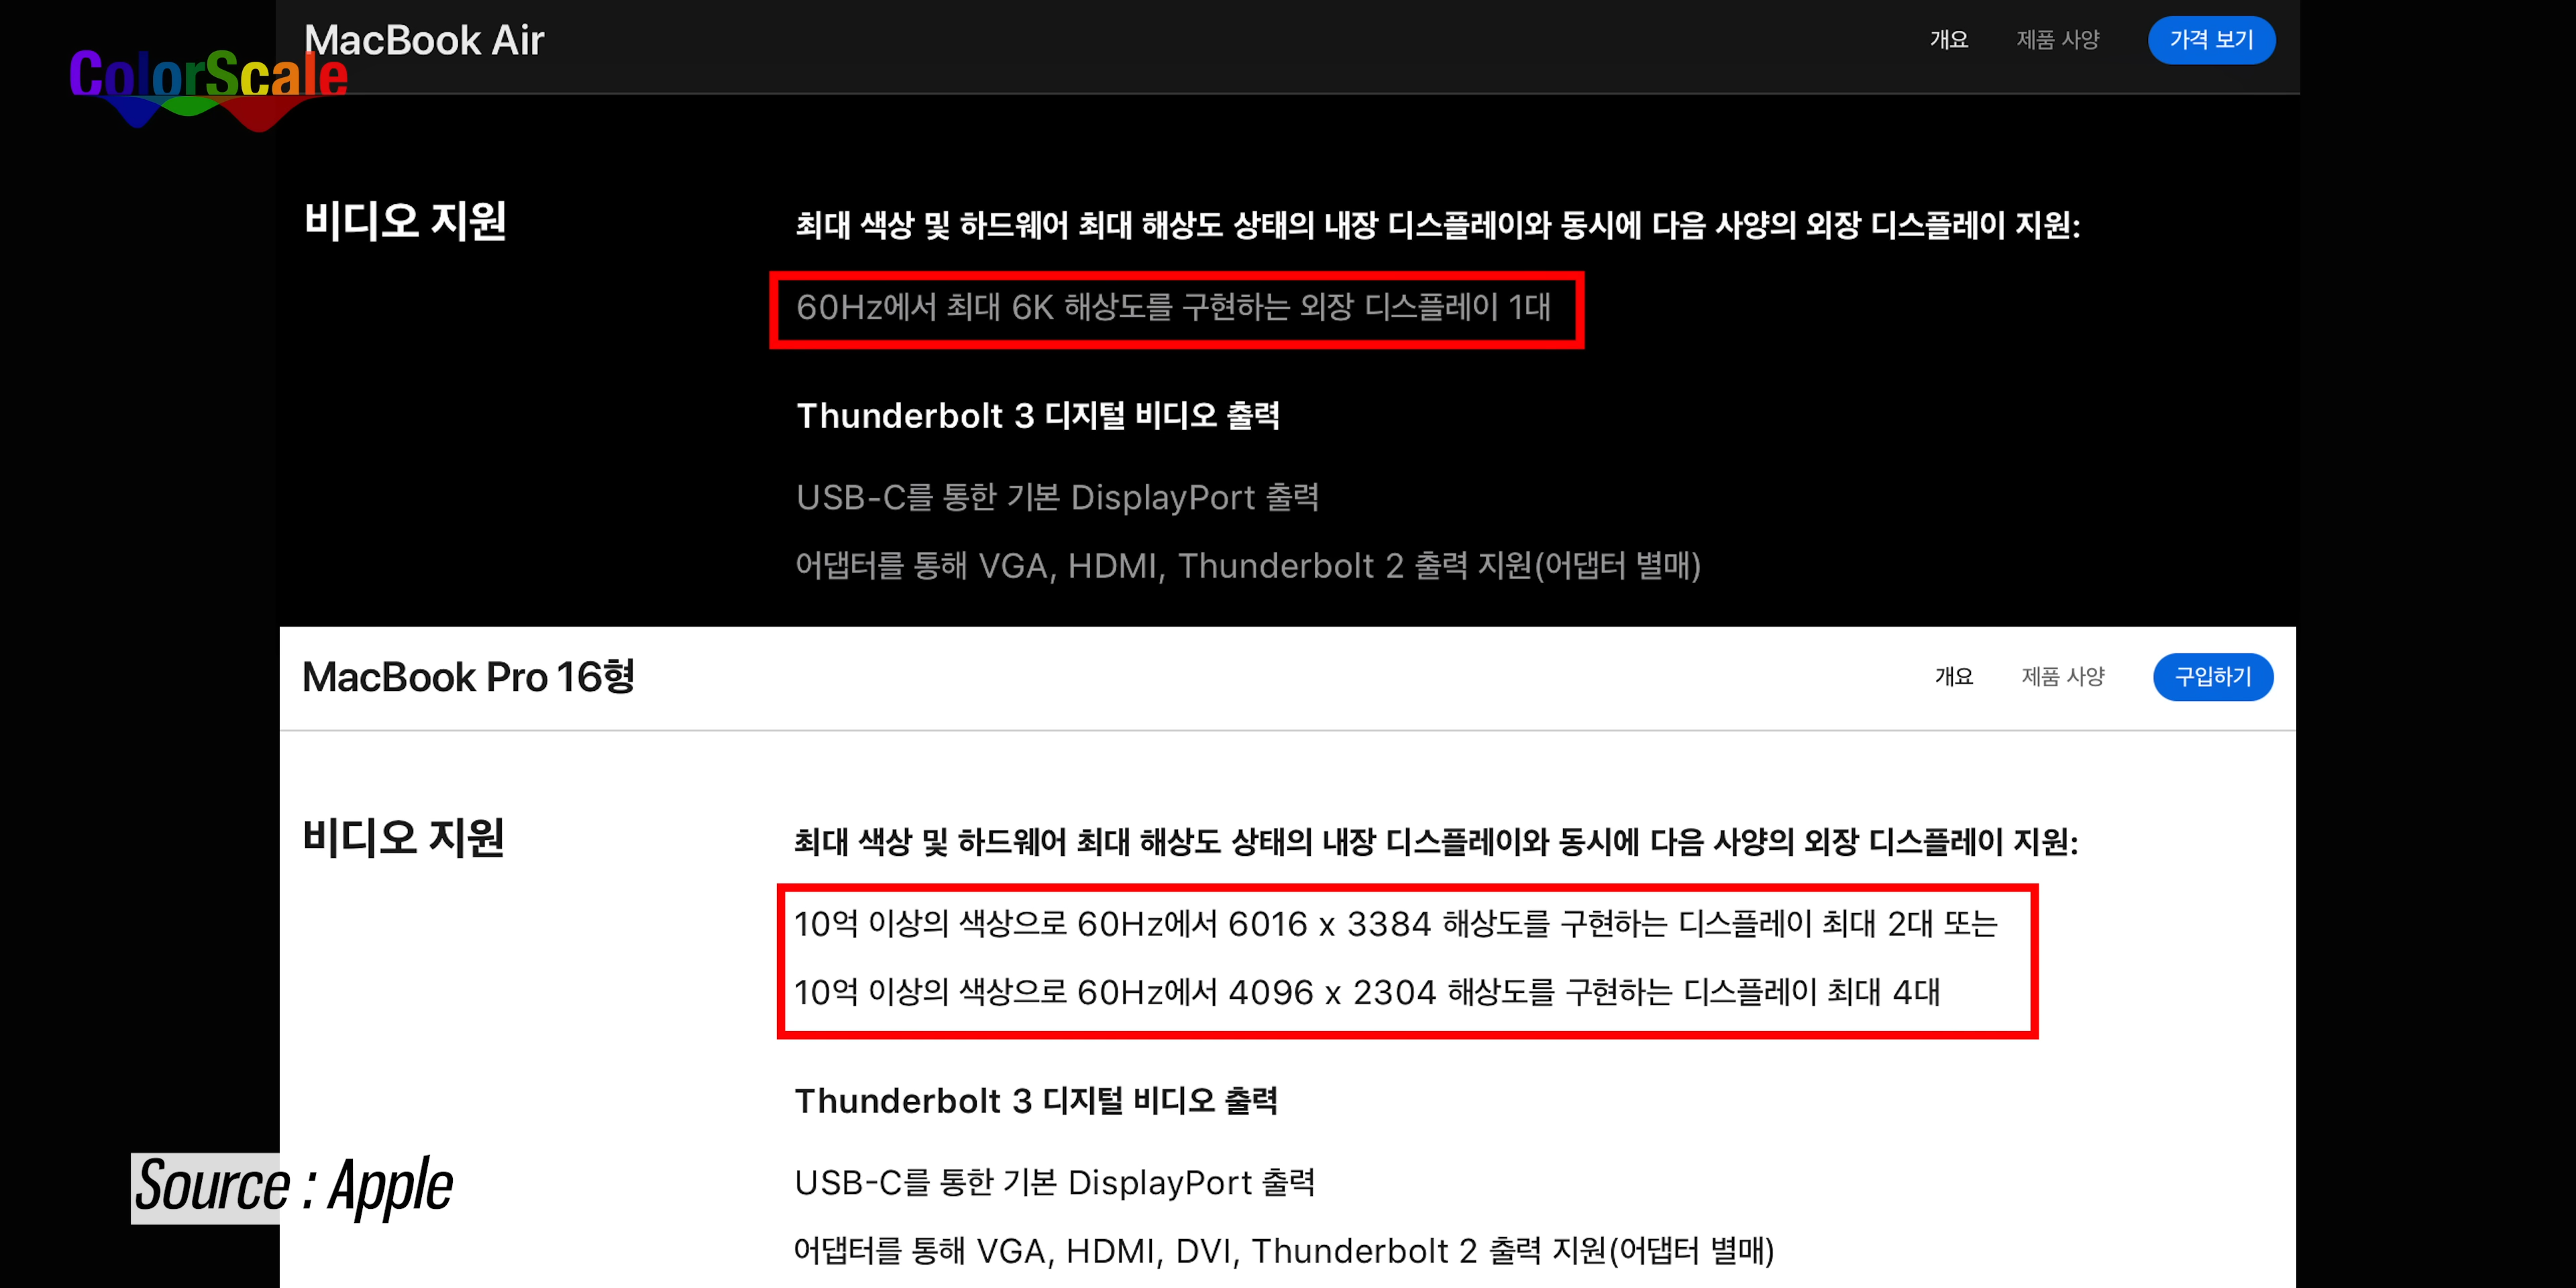 MacBook Air
개요
제품 사양
가격 보기
ColorScale
비디오 지원
최대 색상 및 하드웨어 최대 해상도 상태의 내장 디스플레이와 동시에 다음 사양의 외장 디스플레이 지원:
60Hz에서 최대 6K 해상도를 구현하는 외장 디스플레이 1대
Thunderbolt 3 디지털 비디오 출력
USB-C를 통한 기본 DisplayPort 출력
어댑터를 통해 VGA, HDMI, Thunderbolt 2 출력 지원(어댑터 별매)
MacBook Pro 16형
개요
제품 사양
구입하기
비디오 지원
최대 색상 및 하드웨어 최대 해상도 상태의 내장 디스플레이와 동시에 다음 사양의 외장 디스플레이 지원:
10억 이상의 색상으로 60Hz에서 6016 x 3384 해상도를 구현하는 디스플레이 최대 2대 또는
10억 이상의 색상으로 60Hz에서 4096 x 2304 해상도를 구현하는 디스플레이 최대 4대
Thunderbolt 3 디지털 비디오 출력
USB-C를 통한 기본 DisplayPort 출력
어댑터를 통해 VGA, HDMI, DVI, Thunderbolt 2 출력 지원(어댑터 별매)
Source : Apple